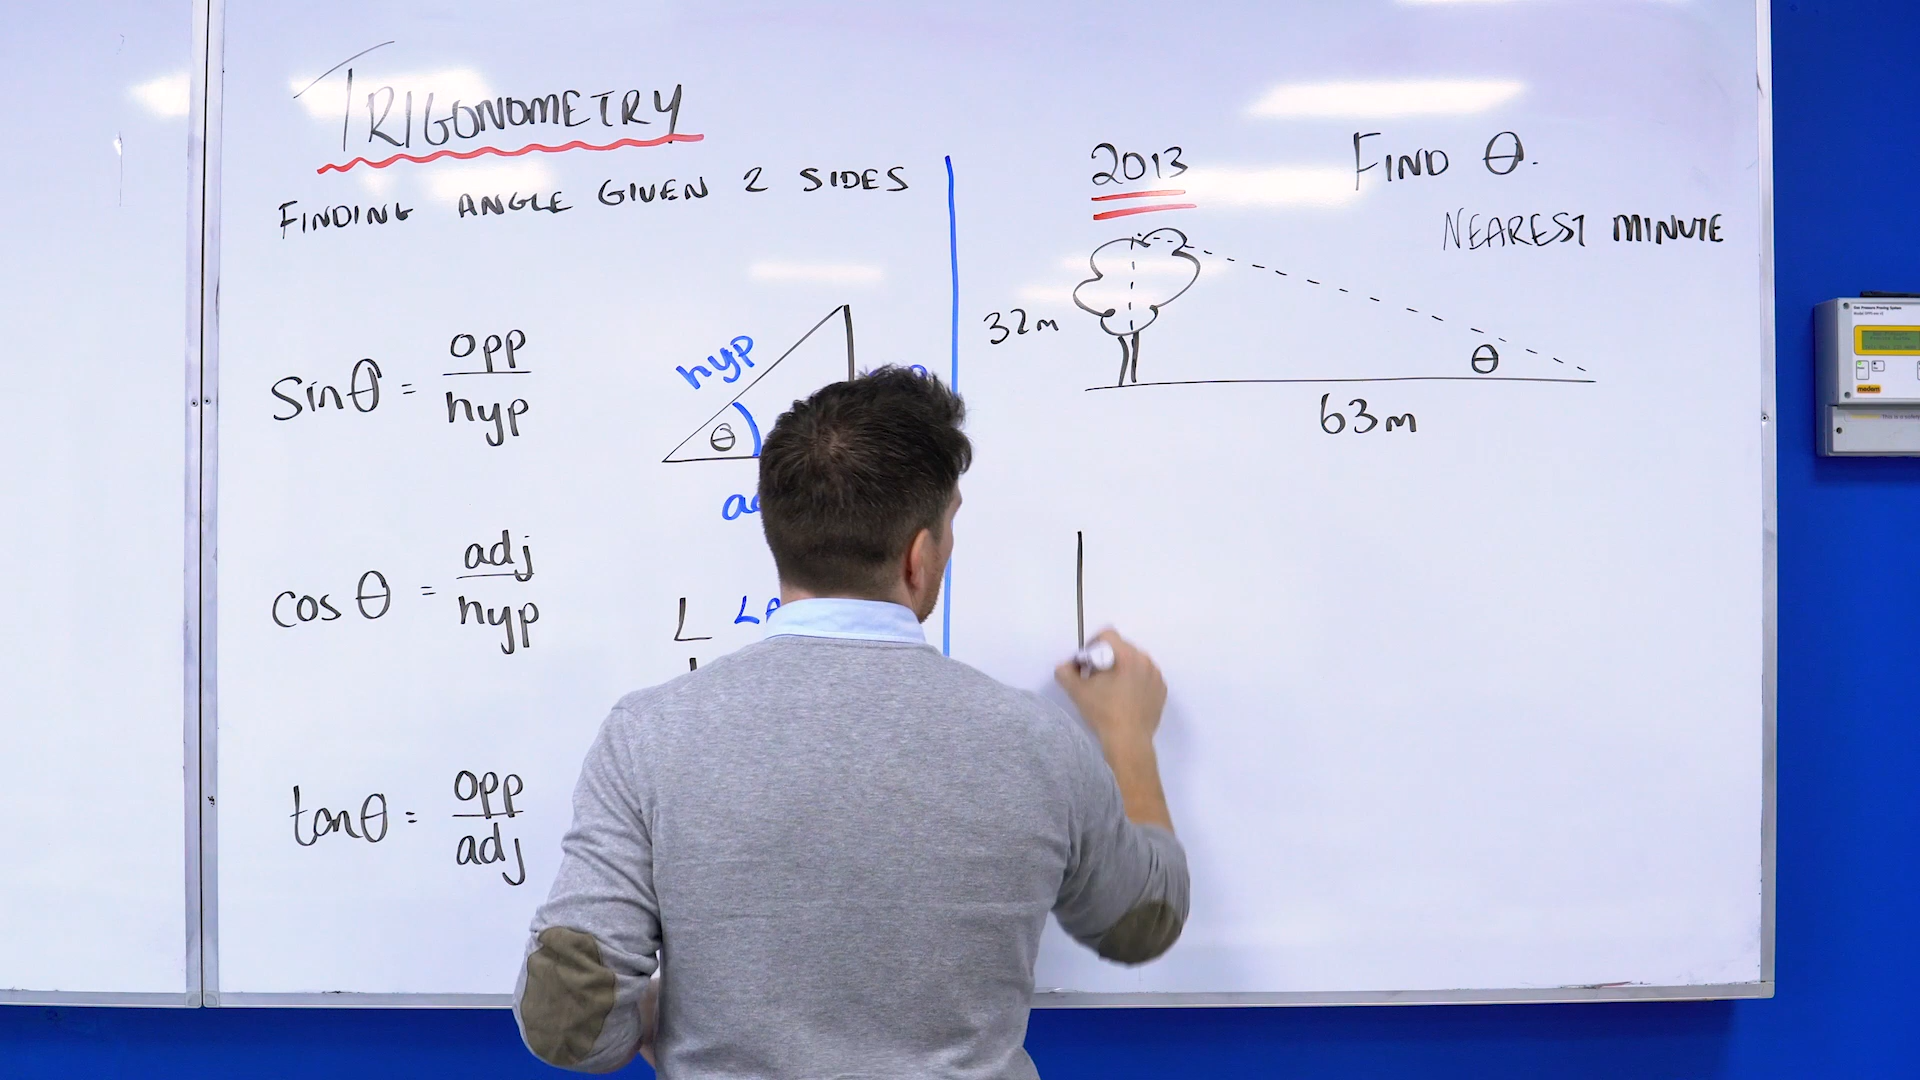 TRIGONOMETRY
FINDING ANGLE GIVEN 2 SIDES
sinθ = opp
hyp
cos θ = adj
hyp
tanθ = opp
adj
hyp
θ
L
2013
FIND θ.
NEAREST MINUTE
32m
θ
63m
medem